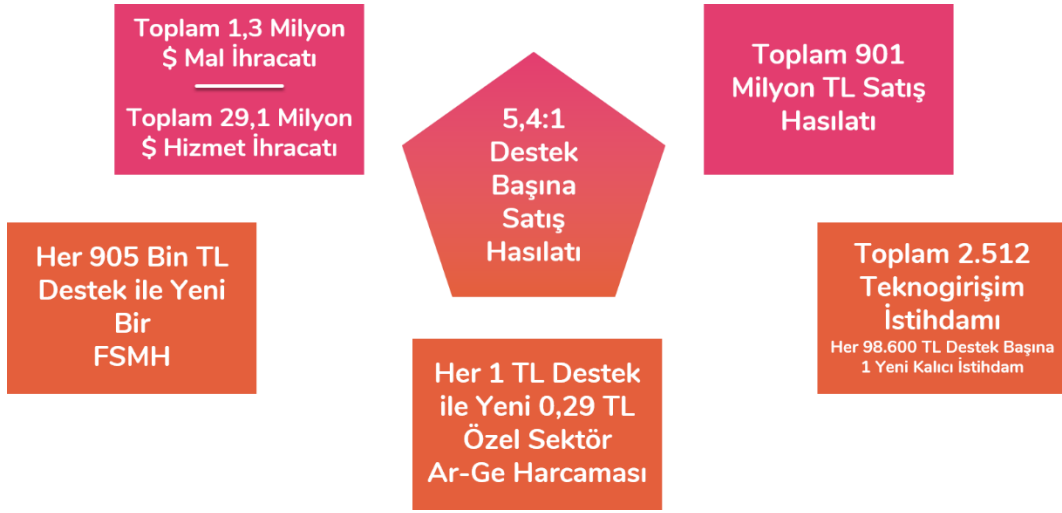 Toplam 1,3 Milyon
$ Mal İhracatı
Toplam 29,1 Milyon
$ Hizmet İhracatı
5,4:1
Destek
Başına
Satış
Hasılatı
Toplam 901
Milyon TL Satış
Hasılatı
Her 905 Bin TL
Destek ile Yeni
Bir
FSMH
Her 1 TL Destek
ile Yeni 0,29 TL
Özel Sektör
Ar-Ge Harcaması
Toplam 2.512
Teknogirişim
İstihdamı
Her 98.600 TL Destek Başına
1 Yeni Kalıcı İstihdam